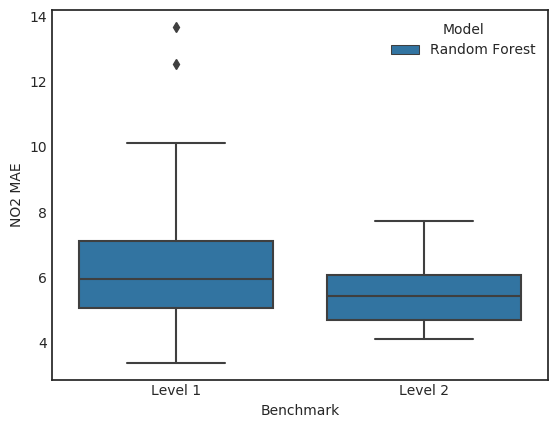 14
12
10
8
6
4
NO2 MAE
Model
Random Forest
Level 1
Level 2
Benchmark